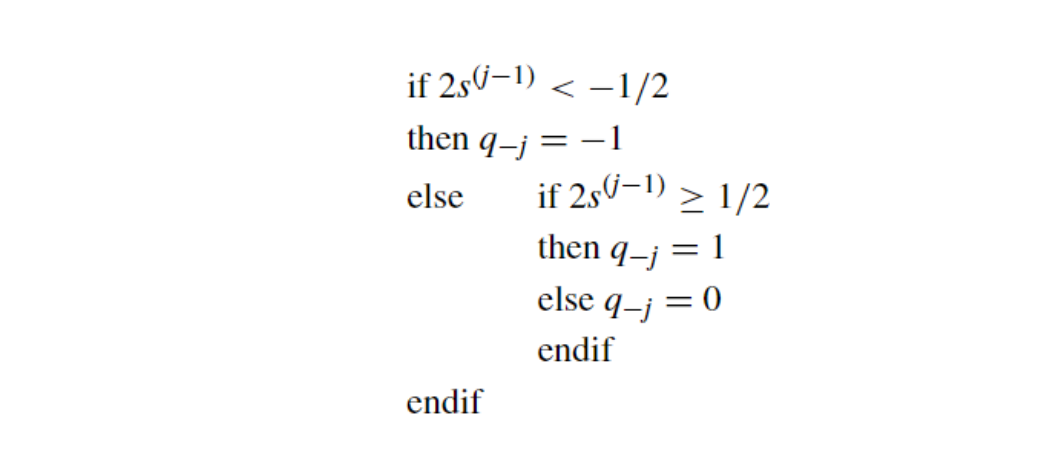 if 2s^(j−1) < −1/2
then q_−j = −1
else if 2s^(j−1) ≥ 1/2
then q_−j = 1
else q_−j = 0
endif
endif